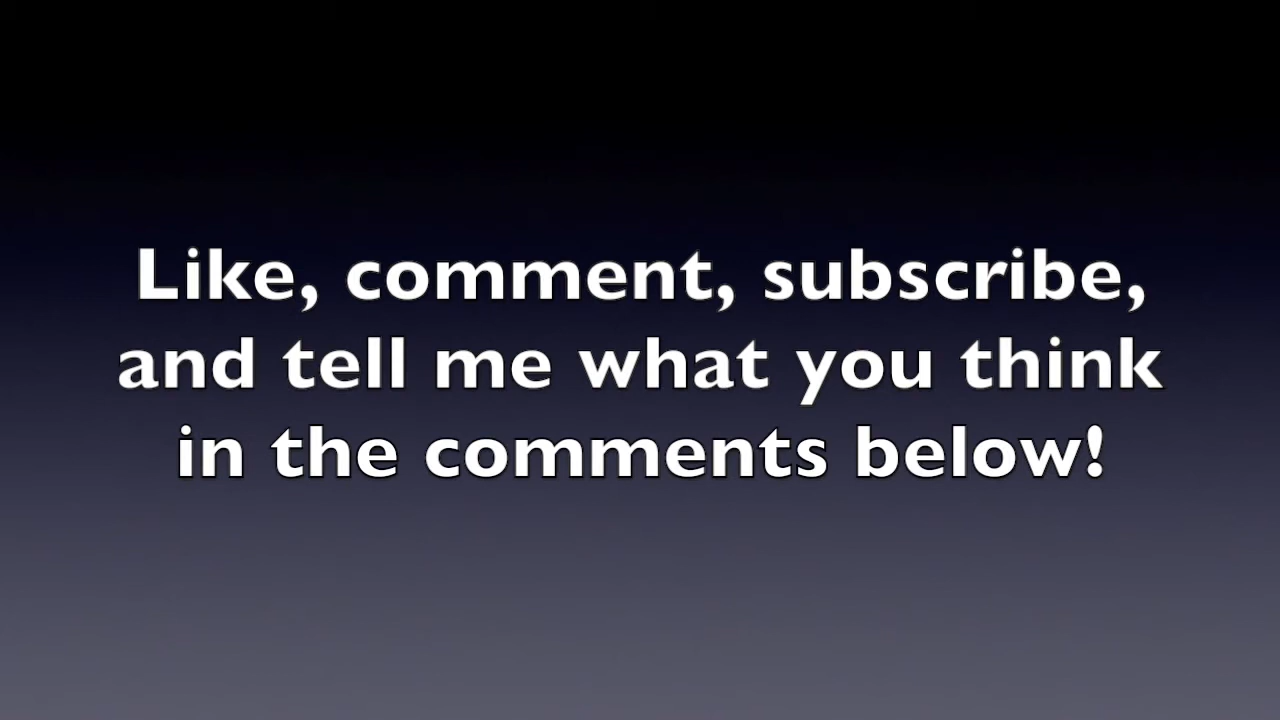 Like, comment, subscribe,
and tell me what you think
in the comments below!